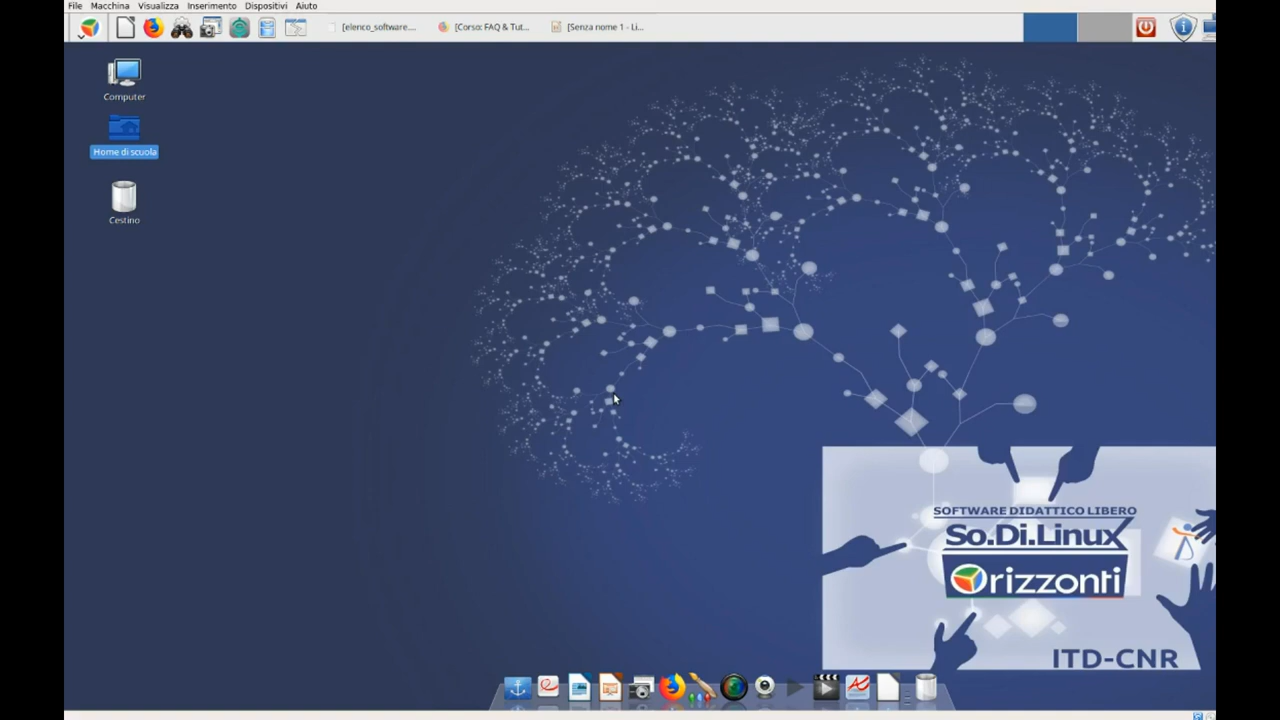 File Macchina Visualizza Inserimento Dispositivi Aiuto
[elenco_software.... [Corso: FAQ & Tut... [Senza nome 1 - Li...
Computer
Home di scuola
Cestino
SOFTWARE DIDATTICO LIBERO
So.Di.Linux
Orizzonti
ITD-CNR